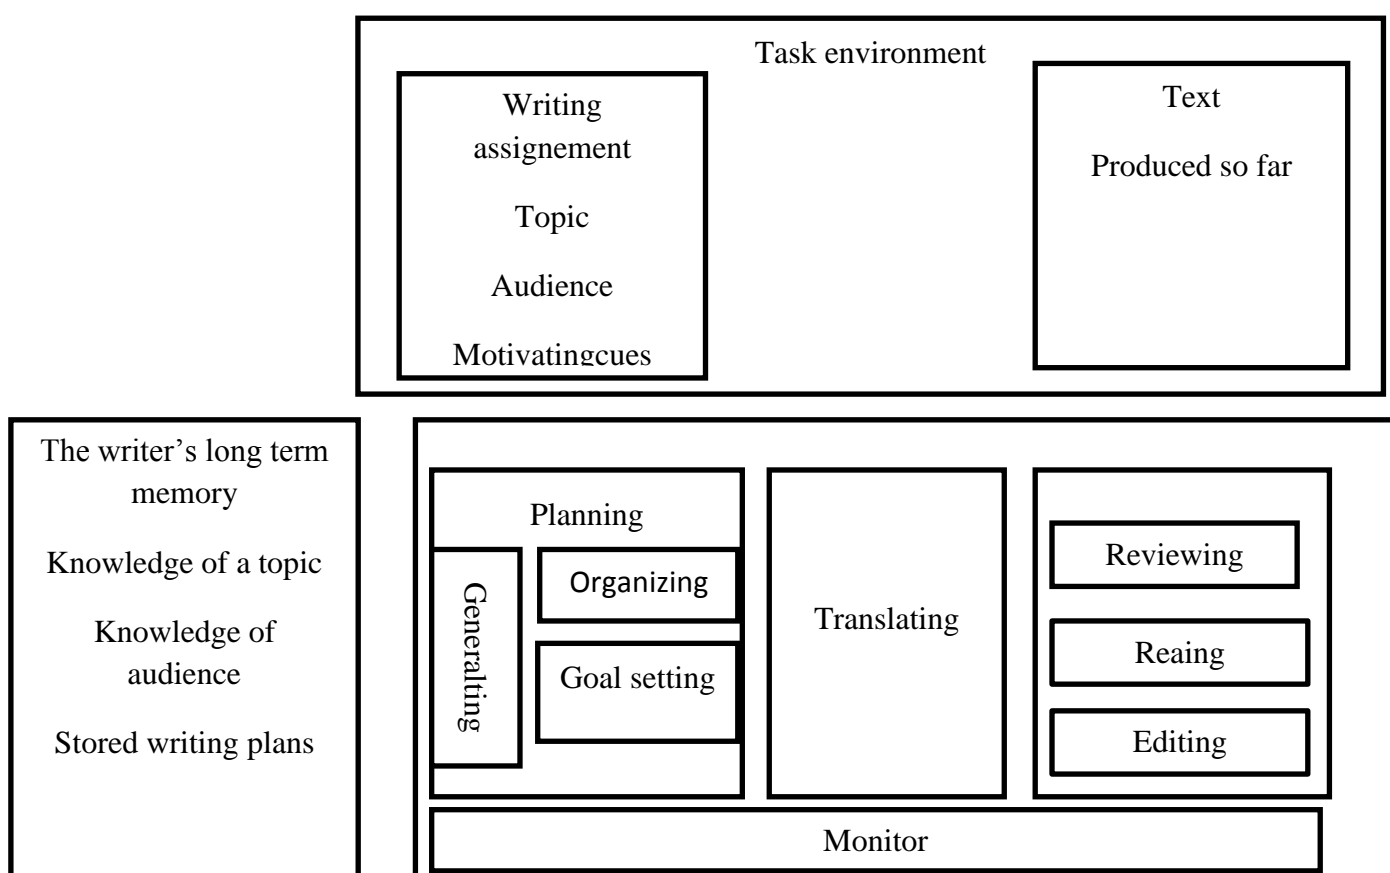 Task environment
Writing
assignement
Topic
Audience
Motivatingcues
Text
Produced so far
The writer’s long term
memory
Knowledge of a topic
Knowledge of
audience
Stored writing plans
Planning
Generalting
Organizing
Goal setting
Translating
Reviewing
Reaing
Editing
Monitor